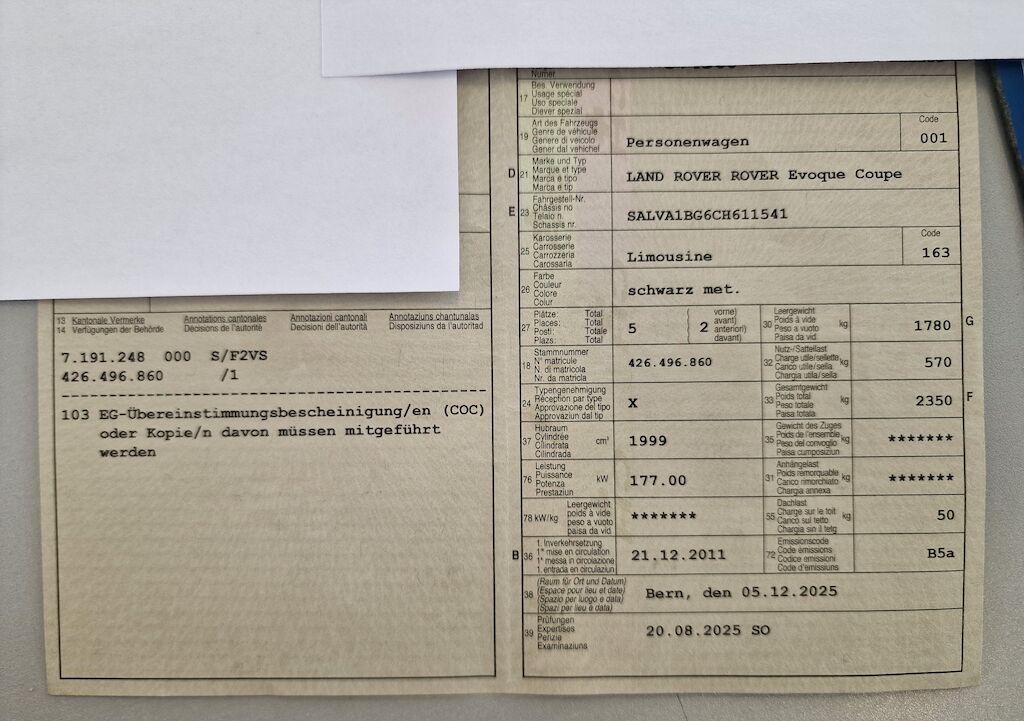 13 Kantonale Vermerke Annotations cantonales Annotazioni cantonali Annotaziuns chantunalas
14 Verfügungen der Behörde Décisions de l'autorité Decisioni dell'autorità Disposiziuns da l'autoritad
7.191.248 000 S/F2VS
426.496.860 /1
103 EG-Übereinstimmungsbescheinigung/en (COC)
oder Kopie/n davon müssen mitgeführt
werden
Numer
17 Bes. Verwendung
Usage spécial
Uso speciale
Diever spezial
19 Art des Fahrzeugs
Genre de véhicule
Genere di veicolo
Gener dal vehichel
Personenwagen
Code
001
D 21 Marke und Typ
Marque et type
Marca e tipo
Marca e tip
LAND ROVER ROVER Evoque Coupe
E 23 Fahrgestell-Nr.
Châssis no
Telaio n.
Schassis nr.
SALVA1BG6CH611541
25 Karosserie
Carrosserie
Carrozzeria
Carossaria
Limousine
Code
163
26 Farbe
Couleur
Colore
Colur
schwarz met.
27 Plätze: Total
Places: Total
Posti: Totale
Plazs: Total
5
( 2 vorne)
avant)
anteriori)
davant)
30 Leergewicht
Poids à vide
Peso a vuoto
Paisa da vid
kg
1780 G
18 Stammnummer
N° matricule
N. di matricola
Nr. da matricla
426.496.860
32 Nutz-/Sattellast
Charge utile/sellette
Carico utile/sella
Chargia utila/sella
kg
570
24 Typengenehmigung
Réception par type
Approvazione del tipo
Approvaziun dal tip
X
33 Gesamtgewicht
Poids total
Peso totale
Paisa totala
kg
2350 F
37 Hubraum
Cylindrée
Cilindrata
Cilindrada
cm³
1999
35 Gewicht des Zuges
Poids de l'ensemble
Peso del convoglio
Paisa cumposiziun
kg
*******
76 Leistung
Puissance
Potenza
Prestaziun
kW
177.00
31 Anhängelast
Poids remorquable
Carico rimorchiato
Chargia annexa
kg
*******
78 kW/kg Leergewicht
poids à vide
peso a vuoto
paisa da vid
*******
55 Dachlast
Charge sur le toit
Carico sul tetto
Chargia sin il tetg
kg
50
B 36 1. Inverkehrsetzung
1re mise en circulation
1a messa in circolazione
1. entrada en circulaziun
21.12.2011
72 Emissionscode
Code émissions
Codice emissioni
Code d'emissiuns
B5a
38 (Raum für Ort und Datum)
(Espace pour lieu et date)
(Spazio per luogo e data)
(Spazi per lieu e data)
Bern, den 05.12.2025
39 Prüfungen
Expertises
Perizie
Examinaziuns
20.08.2025 SO